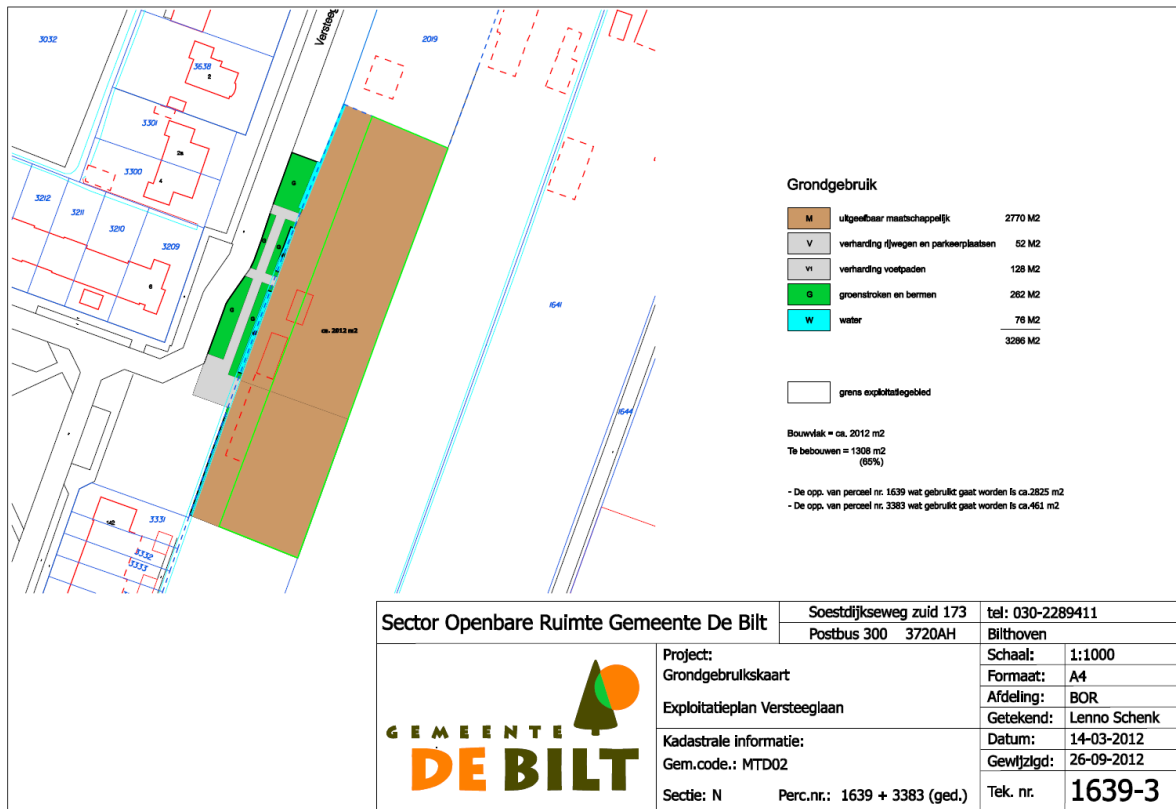 3032
Versteeg
2019
3638
2
3301
2a
3300
4
3212
3211
3210
3209
6
G
G
G
G
G
ca. 2012 m2
1641
1644
3331
142
3332
3333
Grondgebruik
M uitgeefbaar maatschappelijk 2770 M2
V verharding rijwegen en parkeerplaatsen 52 M2
V1 verharding voetpaden 128 M2
G groenstroken en bermen 262 M2
W water 76 M2
3286 M2
grens exploitatiegebied
Bouwvlak = ca. 2012 m2
Te bebouwen = 1308 m2
(65%)
- De opp. van perceel nr. 1639 wat gebruikt gaat worden is ca.2825 m2
- De opp. van perceel nr. 3383 wat gebruikt gaat worden is ca.461 m2
Sector Openbare Ruimte Gemeente De Bilt
Soestdijkseweg zuid 173 tel: 030-2289411
Postbus 300 3720AH Bilthoven
GEMEENTE
DE BILT
Project:
Grondgebruikskaart
Exploitatieplan Versteeglaan
Kadastrale informatie:
Gem.code.: MTD02
Sectie: N Perc.nr.: 1639 + 3383 (ged.)
Schaal: 1:1000
Formaat: A4
Afdeling: BOR
Getekend: Lenno Schenk
Datum: 14-03-2012
Gewijzigd: 26-09-2012
Tek. nr. 1639-3